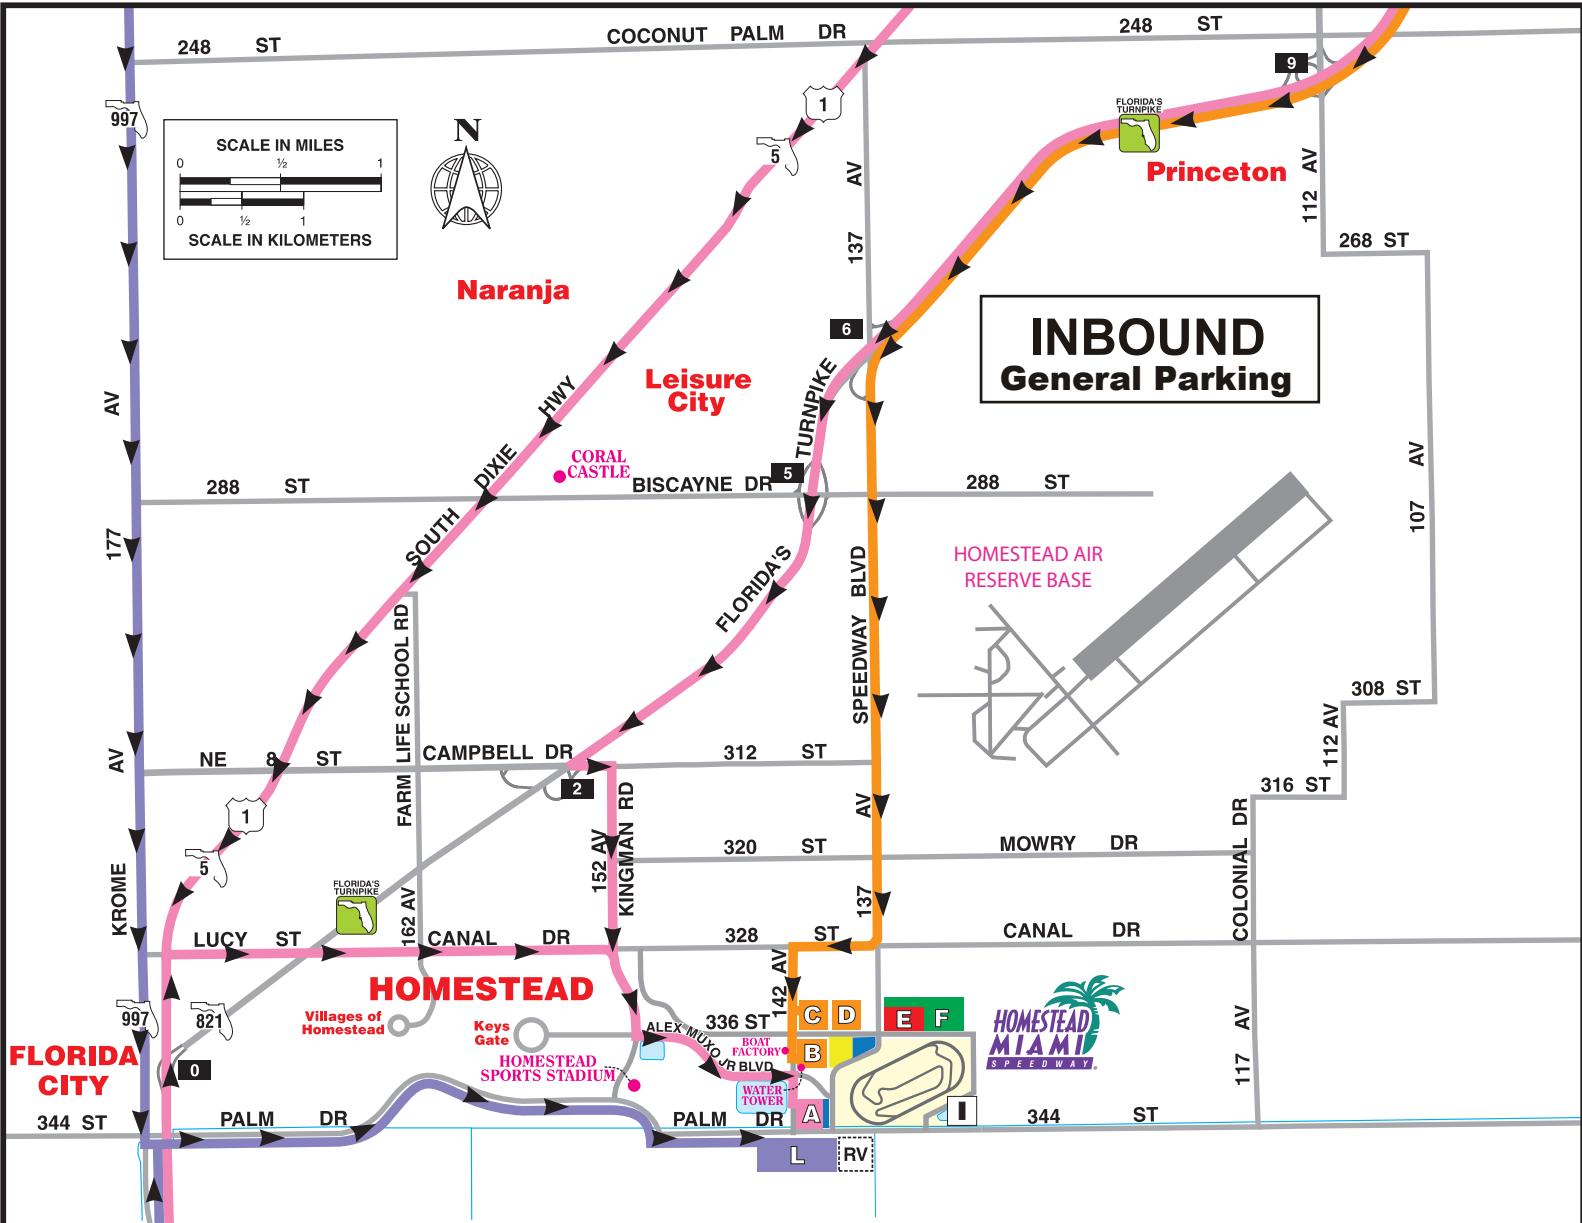 248 ST
COCONUT PALM DR
248 ST
9
1
997
FLORIDA'S
TURNPIKE
SCALE IN MILES
0 ½ 1
0 ½ 1
SCALE IN KILOMETERS
N
5
137 AV
Princeton
112 AV
268 ST
Naranja
6
INBOUND
General Parking
Leisure
City
SOUTH DIXIE HWY
FLORIDA'S TURNPIKE
CORAL
CASTLE
5
288 ST
BISCAYNE DR
288 ST
177 AV
107 AV
HOMESTEAD AIR
RESERVE BASE
SPEEDWAY BLVD
FARM LIFE SCHOOL RD
308 ST
112 AV
NE 8 ST
CAMPBELL DR
312 ST
2
316 ST
1
5
KROME AV
152 AV
KINGMAN RD
320 ST
MOWRY DR
COLONIAL DR
FLORIDA'S
TURNPIKE
162 AV
137 AV
LUCY ST
CANAL DR
328 ST
CANAL DR
HOMESTEAD
142 AV
997
821
Villages of
Homestead
Keys
Gate
ALEX MUXO JR BLVD
336 ST
C D
E F
HOMESTEAD
MIAMI
SPEEDWAY
117 AV
BOAT
FACTORY
B
FLORIDA
CITY
0
HOMESTEAD
SPORTS STADIUM
WATER
TOWER
A
I
344 ST
PALM DR
PALM DR
344 ST
L
RV